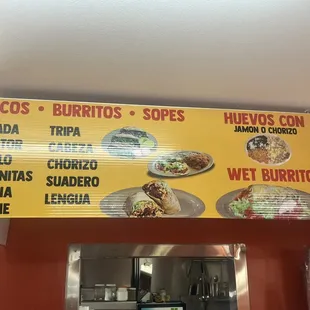 COS • BURRITOS • SOPES
ADA
TOR
LO
NITAS
IA
NE
TRIPA
CABEZA
CHORIZO
SUADERO
LENGUA
HUEVOS CON
JAMON O CHORIZO
WET BURRITO